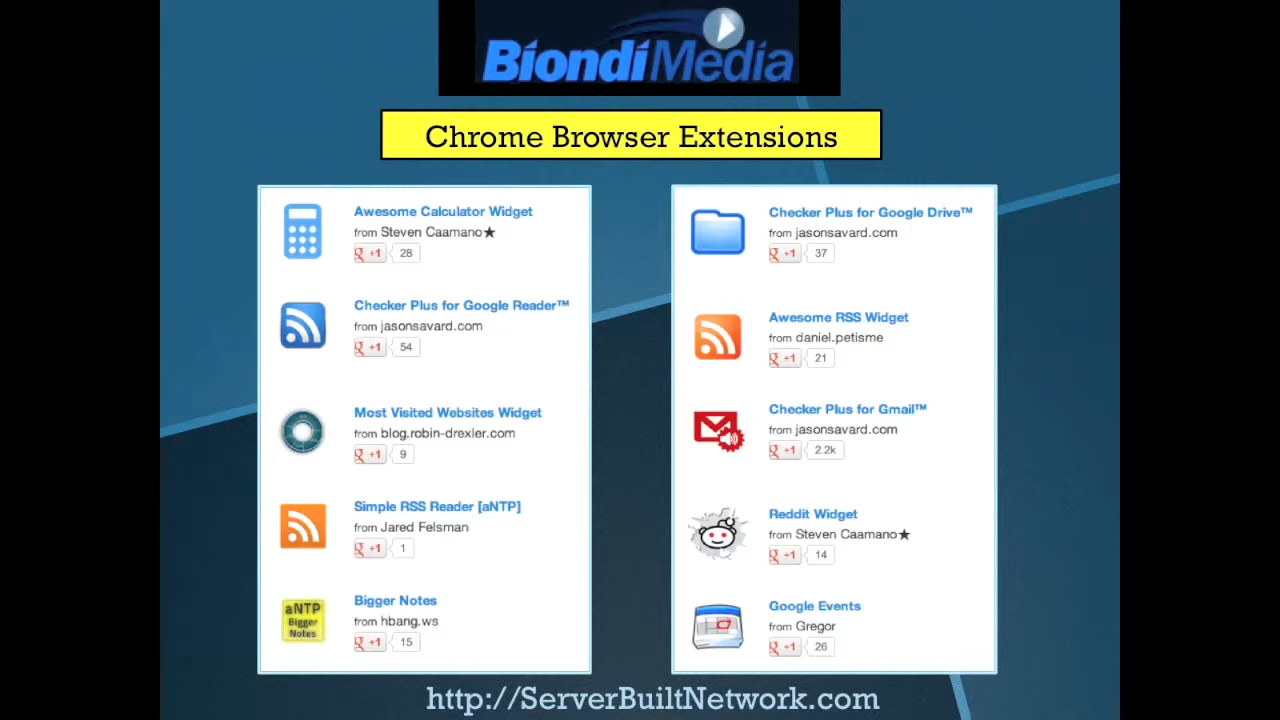 BiondiMedia
Chrome Browser Extensions
Awesome Calculator Widget
from Steven Caamano★
g +1 28
Checker Plus for Google Reader™
from jasonsavard.com
g +1 54
Most Visited Websites Widget
from blog.robin-drexler.com
g +1 9
Simple RSS Reader [aNTP]
from Jared Felsman
g +1 1
aNTP
Bigger
Notes
Bigger Notes
from hbang.ws
g +1 15
Checker Plus for Google Drive™
from jasonsavard.com
g +1 37
Awesome RSS Widget
from daniel.petisme
g +1 21
Checker Plus for Gmail™
from jasonsavard.com
g +1 2.2k
Reddit Widget
from Steven Caamano★
g +1 14
Google Events
from Gregor
g +1 26
http://ServerBuiltNetwork.com